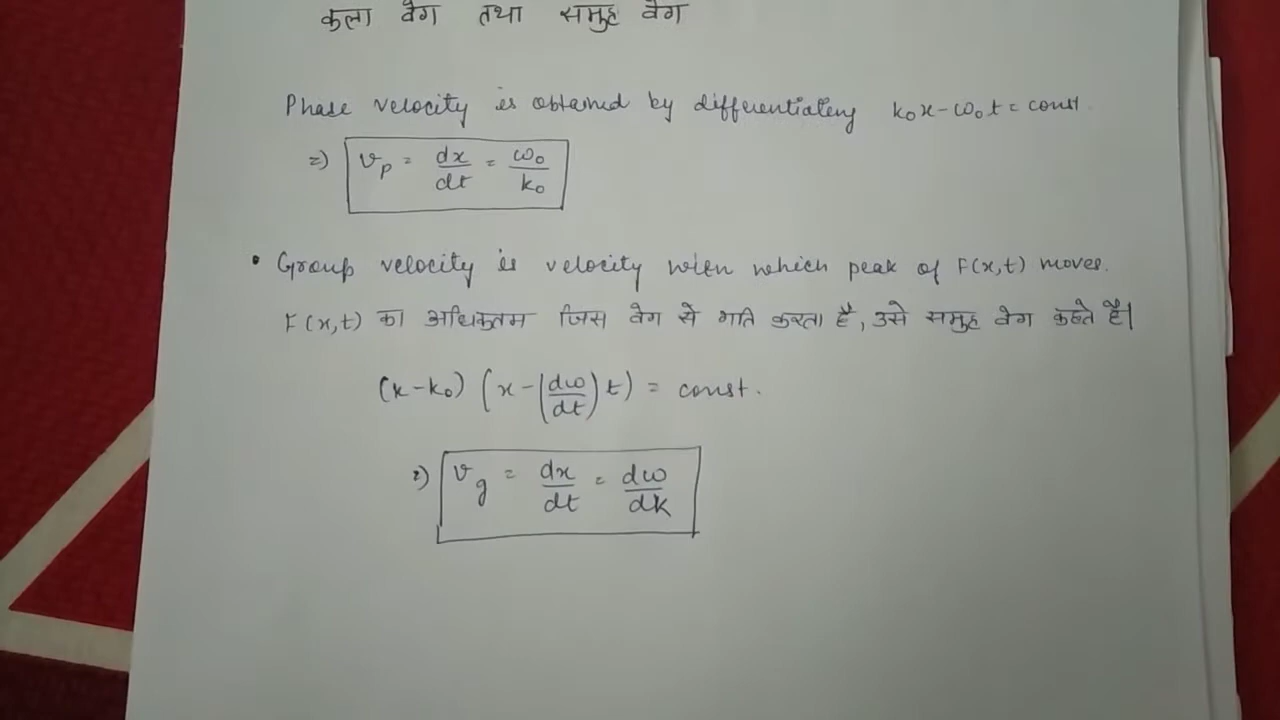 कला वेग तथा समुह वेग
Phase velocity is obtained by differentiating k₀x-ω₀t = const.
=) v_p = dx/dt = ω₀/k₀
• Group velocity is velocity with which peak of F(x,t) moves.
F(x,t) का अधिकतम जिस वेग से गति करता है, उसे समुह वेग कहते है।
(k-k₀) (x-(dω/dt)t) = const.
=) v_g = dx/dt = dω/dk